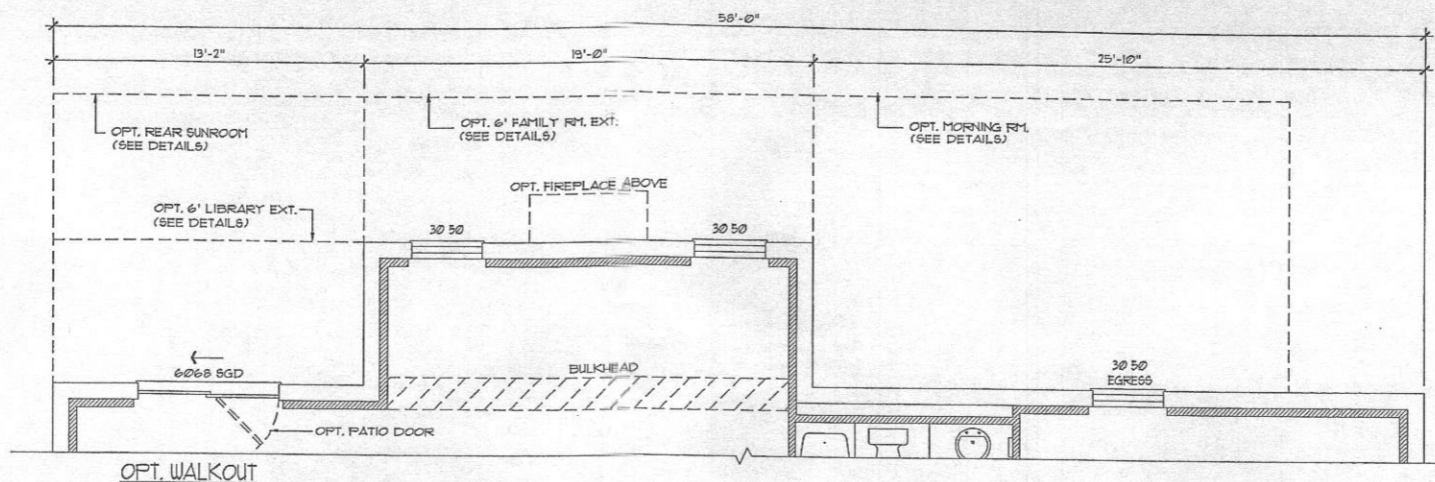 58'-0"
13'-2"
19'-0"
25'-10"
OPT. REAR SUNROOM
(SEE DETAILS)
OPT. 6' FAMILY RM. EXT.
(SEE DETAILS)
OPT. MORNING RM.
(SEE DETAILS)
OPT. FIREPLACE ABOVE
OPT. 6' LIBRARY EXT.
(SEE DETAILS)
30 50
30 50
6068 SGD
BULKHEAD
30 50
EGRESS
OPT. PATIO DOOR
OPT. WALKOUT